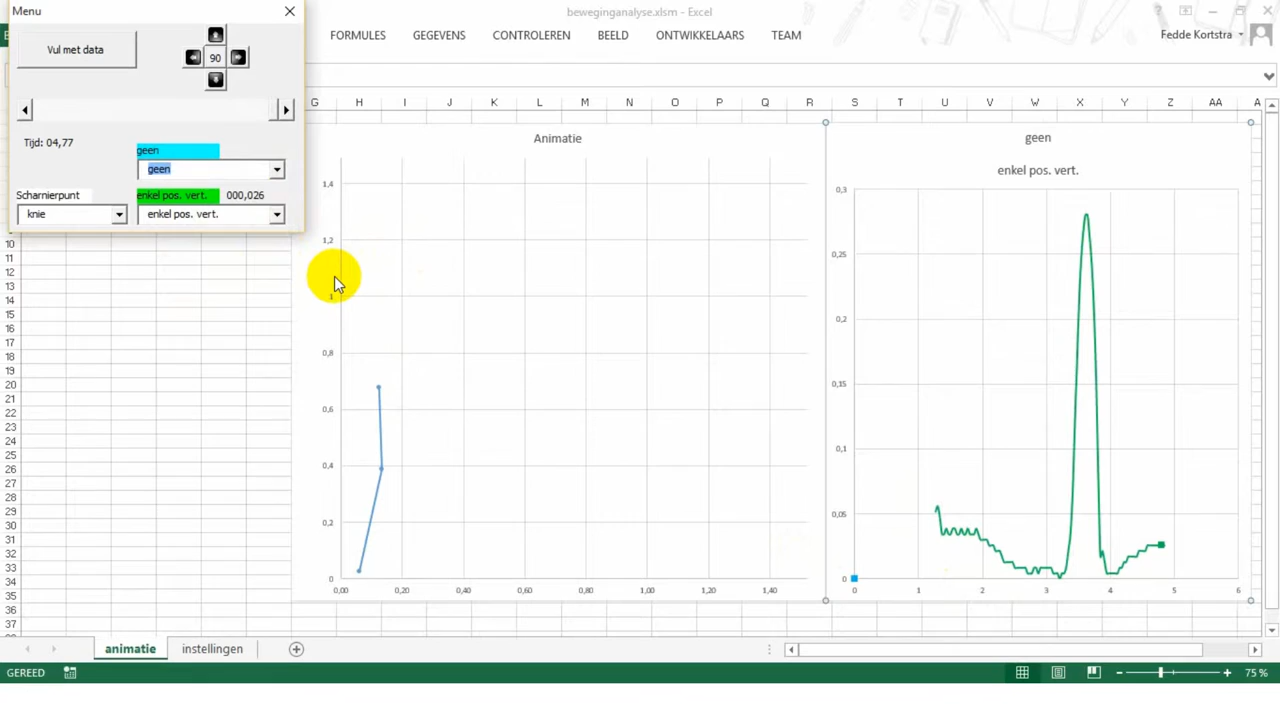 Menu
Vul met data
90
Tijd: 04,77
geen
geen
Scharnierpunt
enkel pos. vert.
000,026
knie
enkel pos. vert.
beweginganalyse.xlsm - Excel
FORMULES
GEGEVENS
CONTROLEREN
BEELD
ONTWIKKELAARS
TEAM
Fedde Kortstra
G H I J K L M N O P Q R S T U V W X Y Z AA A
10
11
12
13
14
15
16
17
18
19
20
21
22
23
24
25
26
27
28
29
30
31
32
33
34
35
36
37
Animatie
1,4
1,2
1
0,8
0,6
0,4
0,2
0
0,00 0,20 0,40 0,60 0,80 1,00 1,20 1,40
geen
enkel pos. vert.
0,3
0,25
0,2
0,15
0,1
0,05
0
0 1 2 3 4 5 6
animatie
instellingen
GEREED
75 %